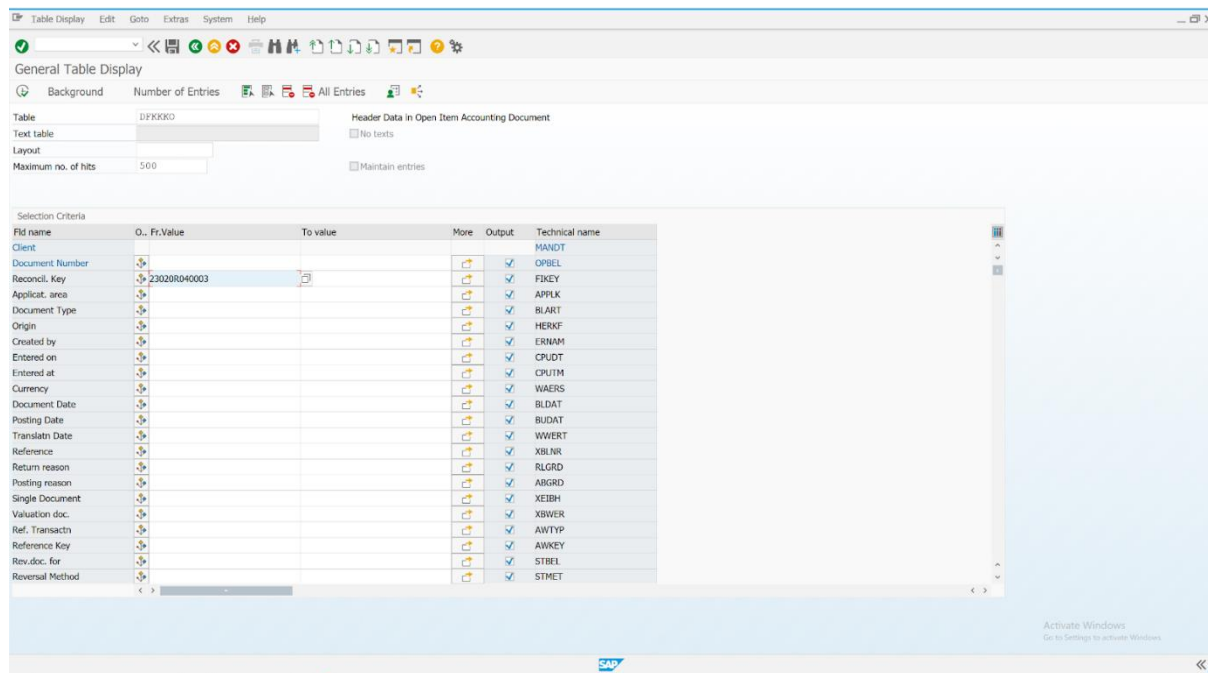 Table Display Edit Goto Extras System Help
General Table Display
Background Number of Entries All Entries
Table DFKKKO Header Data in Open Item Accounting Document
Text table No texts
Layout
Maximum no. of hits 500 Maintain entries
Selection Criteria
Fld name O.. Fr.Value To value More Output Technical name
Client MANDT
Document Number OPBEL
Reconcil. Key 23020R040003 FIKEY
Applicat. area APPLK
Document Type BLART
Origin HERKF
Created by ERNAM
Entered on CPUDT
Entered at CPUTM
Currency WAERS
Document Date BLDAT
Posting Date BUDAT
Translatn Date WWERT
Reference XBLNR
Return reason RLGRD
Posting reason ABGRD
Single Document XEIBH
Valuation doc. XBWER
Ref. Transactn AWTYP
Reference Key AWKEY
Rev.doc. for STBEL
Reversal Method STMET
Activate Windows
Go to Settings to activate Windows.
SAP